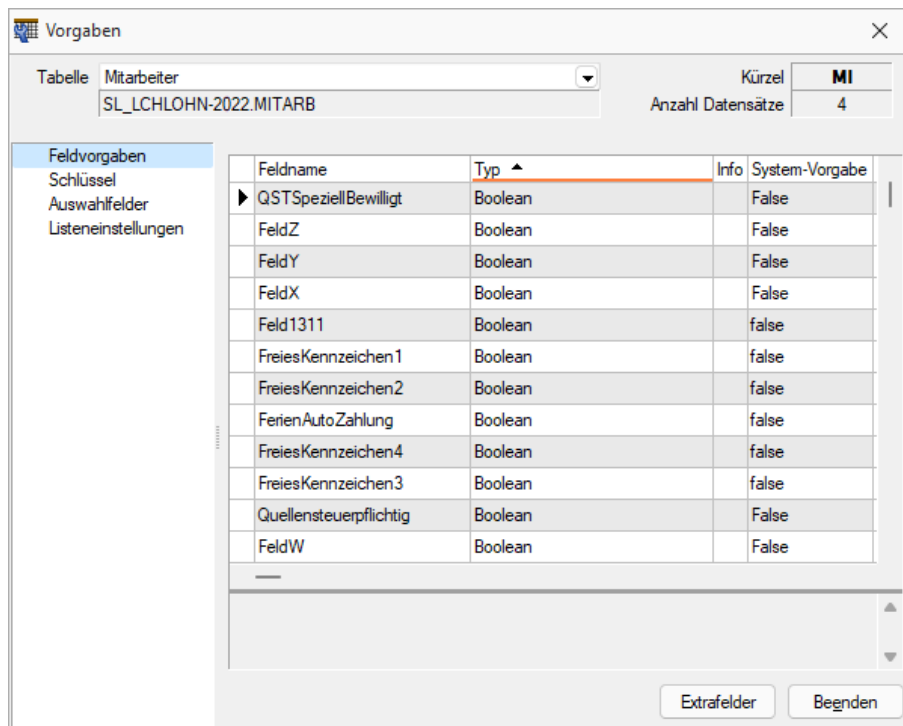 Vorgaben
Tabelle Mitarbeiter Kürzel MI
SL_LCHLOHN-2022.MITARB Anzahl Datensätze 4
Feldvorgaben
Schlüssel
Auswahlfelder
Listeneinstellungen
Feldname Typ Info System-Vorgabe
QSTSpeziellBewilligt Boolean False
FeldZ Boolean False
FeldY Boolean False
FeldX Boolean False
Feld1311 Boolean false
FreiesKennzeichen1 Boolean false
FreiesKennzeichen2 Boolean false
FerienAutoZahlung Boolean false
FreiesKennzeichen4 Boolean false
FreiesKennzeichen3 Boolean false
Quellensteuerpflichtig Boolean False
FeldW Boolean False
Extrafelder Beenden